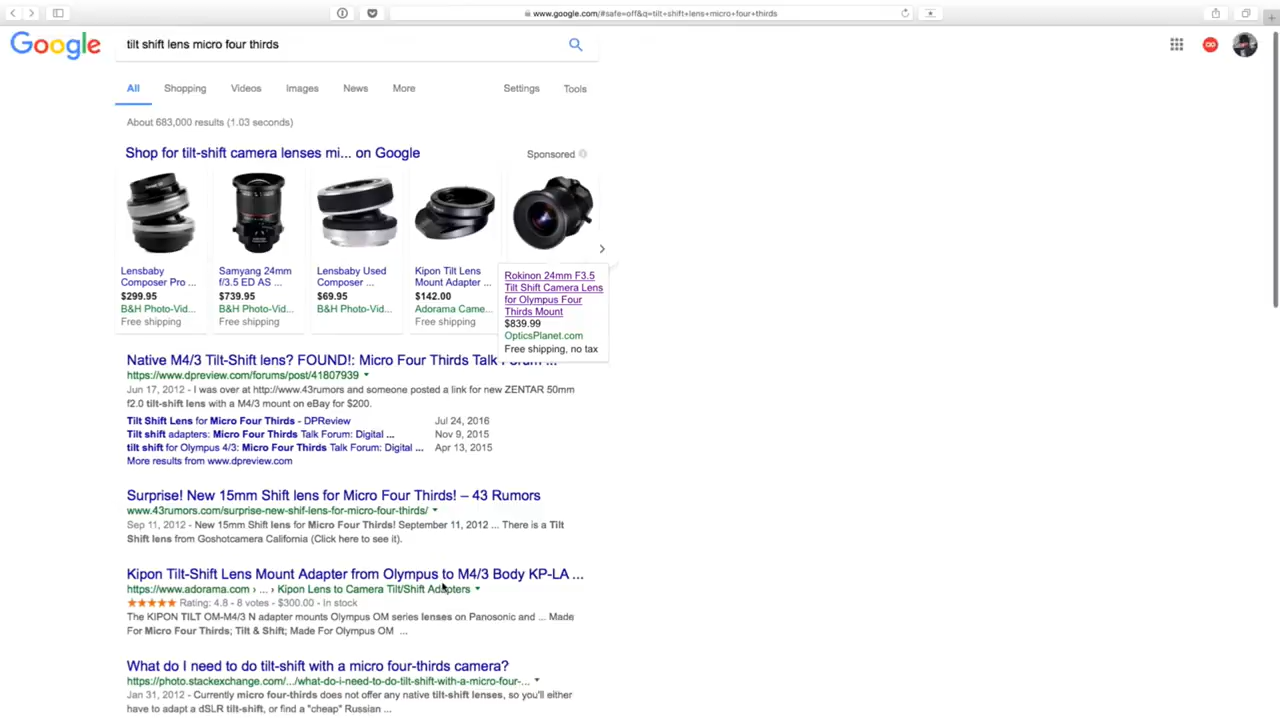 www.google.com/#safe=off&q=tilt+shift+lens+micro+four+thirds
Google
tilt shift lens micro four thirds
All Shopping Videos Images News More Settings Tools
About 683,000 results (1.03 seconds)
Shop for tilt-shift camera lenses mi... on Google
Sponsored
Lensbaby
Composer Pro ...
$299.95
B&H Photo-Vid...
Free shipping
Samyang 24mm
f/3.5 ED AS ...
$739.95
B&H Photo-Vid...
Free shipping
Lensbaby Used
Composer ...
$69.95
B&H Photo-Vid...
Kipon Tilt Lens
Mount Adapter ...
$142.00
Adorama Came...
Free shipping
Rokinon 24mm F3.5
Tilt Shift Camera Lens
for Olympus Four
Thirds Mount
$839.99
OpticsPlanet.com
Free shipping, no tax
Native M4/3 Tilt-Shift lens? FOUND!: Micro Four Thirds Talk Forum ...
https://www.dpreview.com/forums/post/41807939
Jun 17, 2012 - I was over at http://www.43rumors and someone posted a link for new ZENTAR 50mm
f2.0 tilt-shift lens with a M4/3 mount on eBay for $200.
Tilt Shift Lens for Micro Four Thirds - DPReview Jul 24, 2016
Tilt shift adapters: Micro Four Thirds Talk Forum: Digital ... Nov 9, 2015
tilt shift for Olympus 4/3: Micro Four Thirds Talk Forum: Digital ... Apr 13, 2015
More results from www.dpreview.com
Surprise! New 15mm Shift lens for Micro Four Thirds! – 43 Rumors
www.43rumors.com/surprise-new-shif-lens-for-micro-four-thirds/
Sep 11, 2012 - New 15mm Shift lens for Micro Four Thirds! September 11, 2012 ... There is a Tilt
Shift lens from Goshotcamera California (Click here to see it).
Kipon Tilt-Shift Lens Mount Adapter from Olympus to M4/3 Body KP-LA ...
https://www.adorama.com › ... › Kipon Lens to Camera Tilt/Shift Adapters
Rating: 4.8 - 8 votes - $300.00 - In stock
The KIPON TILT OM-M4/3 N adapter mounts Olympus OM series lenses on Panosonic and ... Made
For Micro Four Thirds; Tilt & Shift; Made For Olympus OM ...
What do I need to do tilt-shift with a micro four-thirds camera?
https://photo.stackexchange.com/.../what-do-i-need-to-do-tilt-shift-with-a-micro-four-...
Jan 31, 2012 - Currently micro four-thirds does not offer any native tilt-shift lenses, so you'll either
have to adapt a dSLR tilt-shift, or find a "cheap" Russian ...